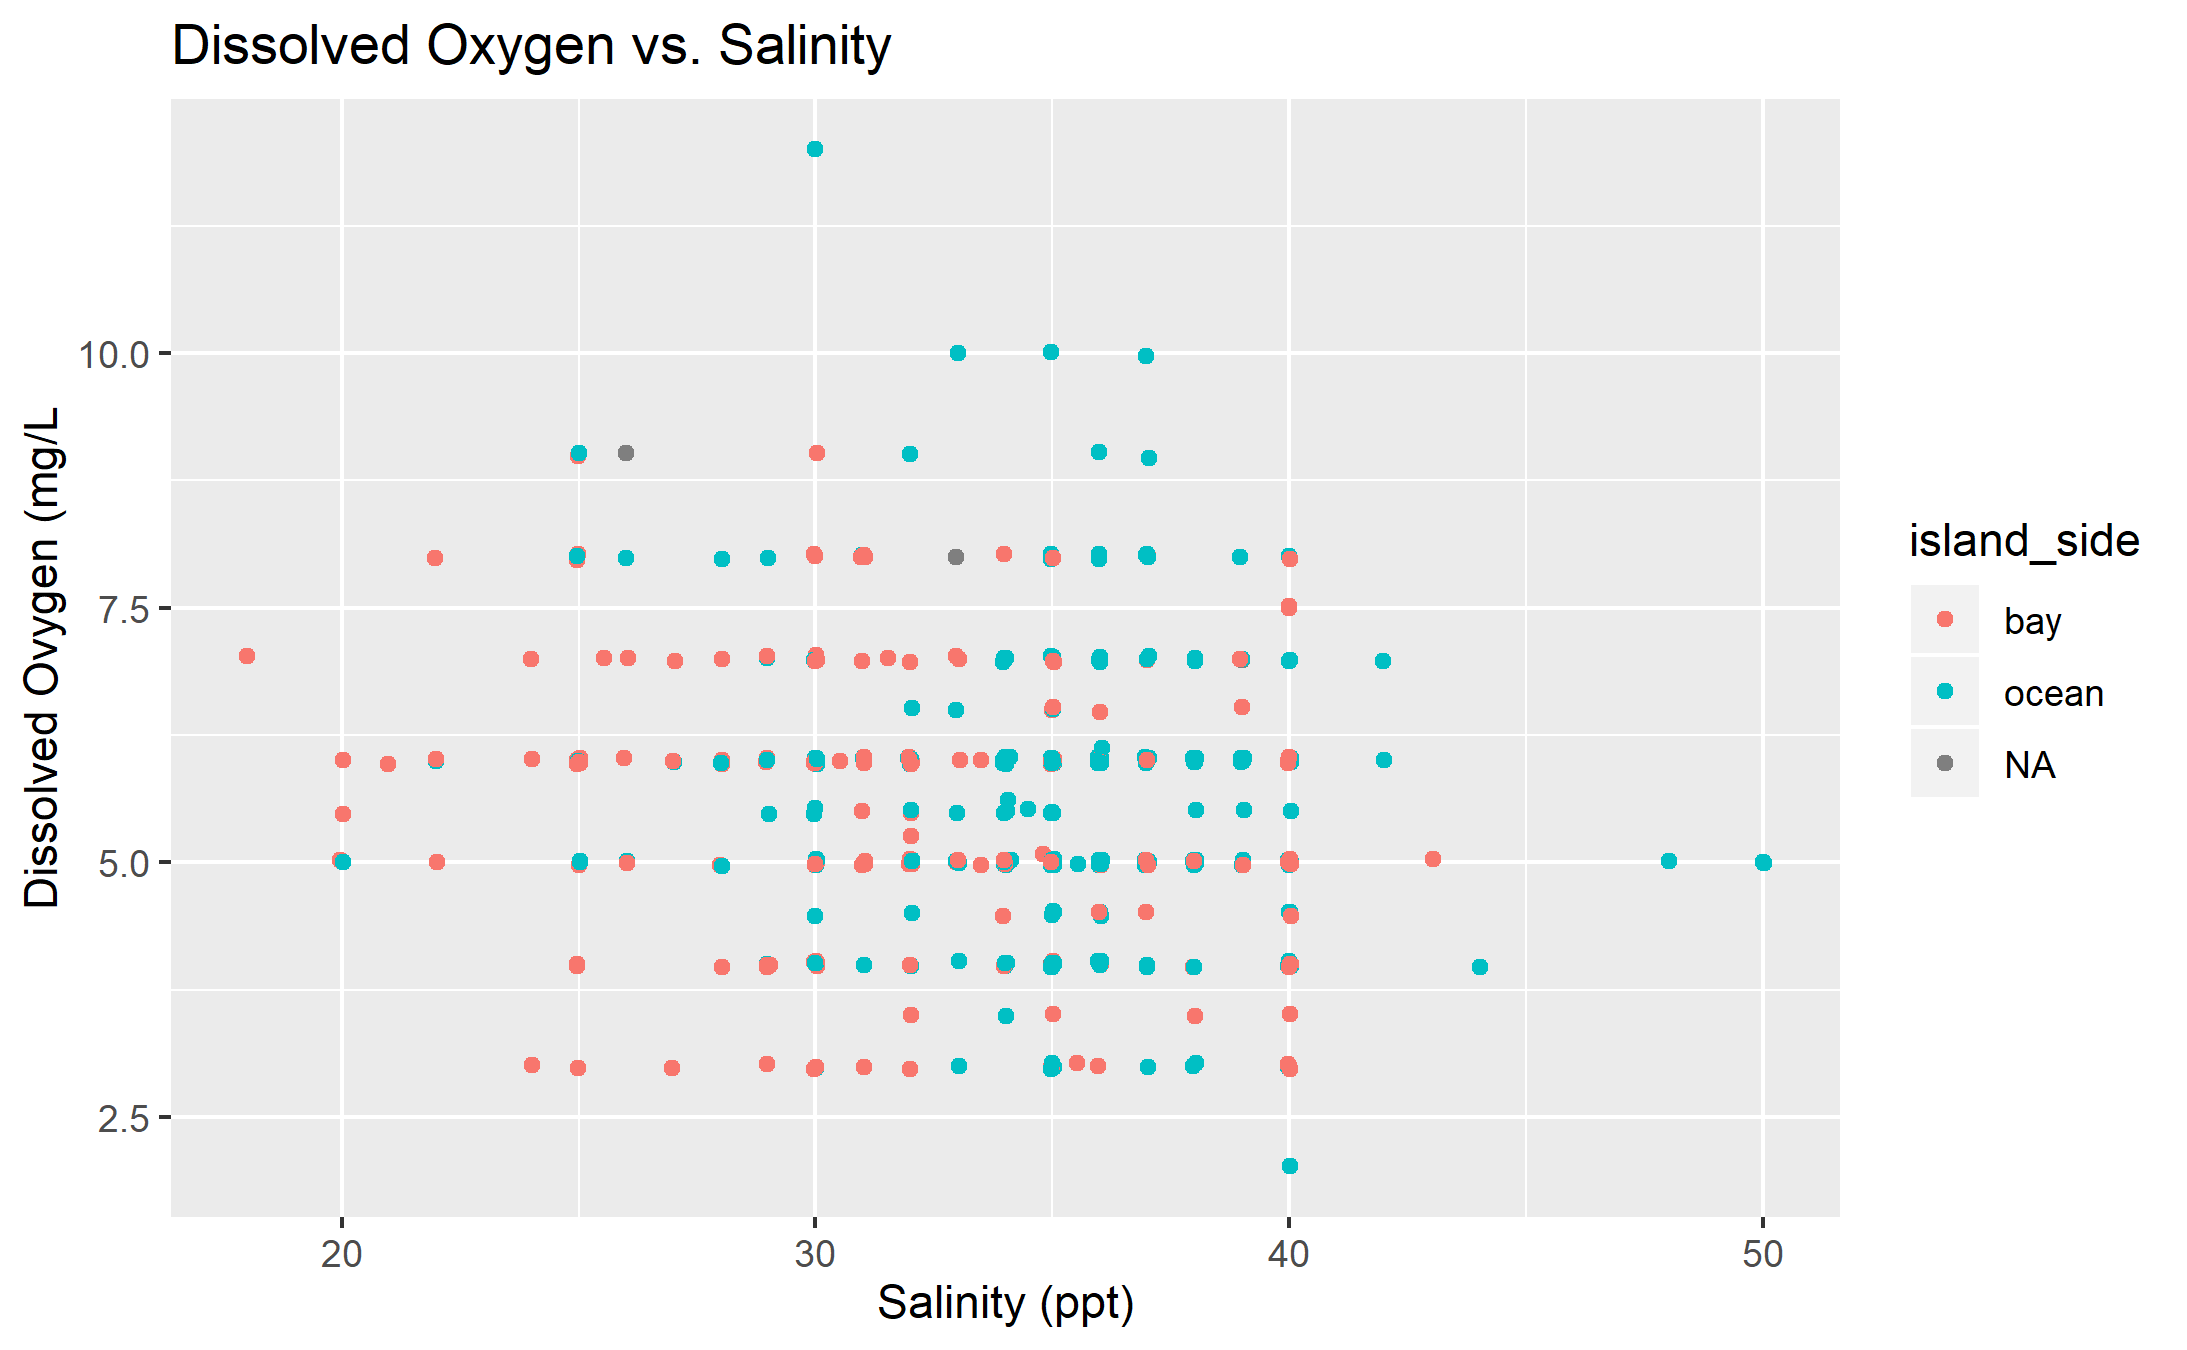 Dissolved Oxygen vs. Salinity
Dissolved Ovygen (mg/L
10.0
7.5
5.0
2.5
20 30 40 50
Salinity (ppt)
island_side
bay
ocean
NA